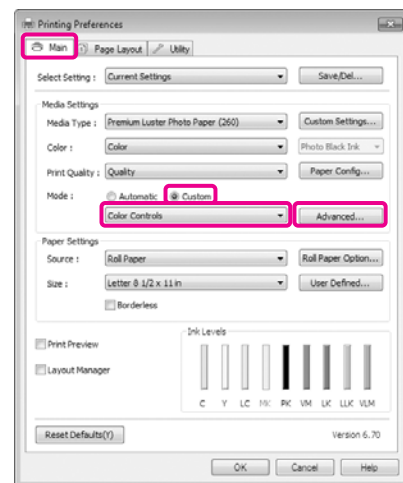 Printing Preferences
Main Page Layout Utility
Select Setting : Current Settings Save/Del...
Media Settings
Media Type : Premium Luster Photo Paper (260) Custom Settings...
Color : Color Photo Black Ink
Print Quality : Quality Paper Config...
Mode : Automatic Custom
Color Controls Advanced...
Paper Settings
Source : Roll Paper Roll Paper Option...
Size : Letter 8 1/2 x 11 in User Defined...
Borderless
Ink Levels
Print Preview
Layout Manager
C Y LC MK PK VM LK LLK VLM
Reset Defaults(Y) Version 6.70
OK Cancel Help